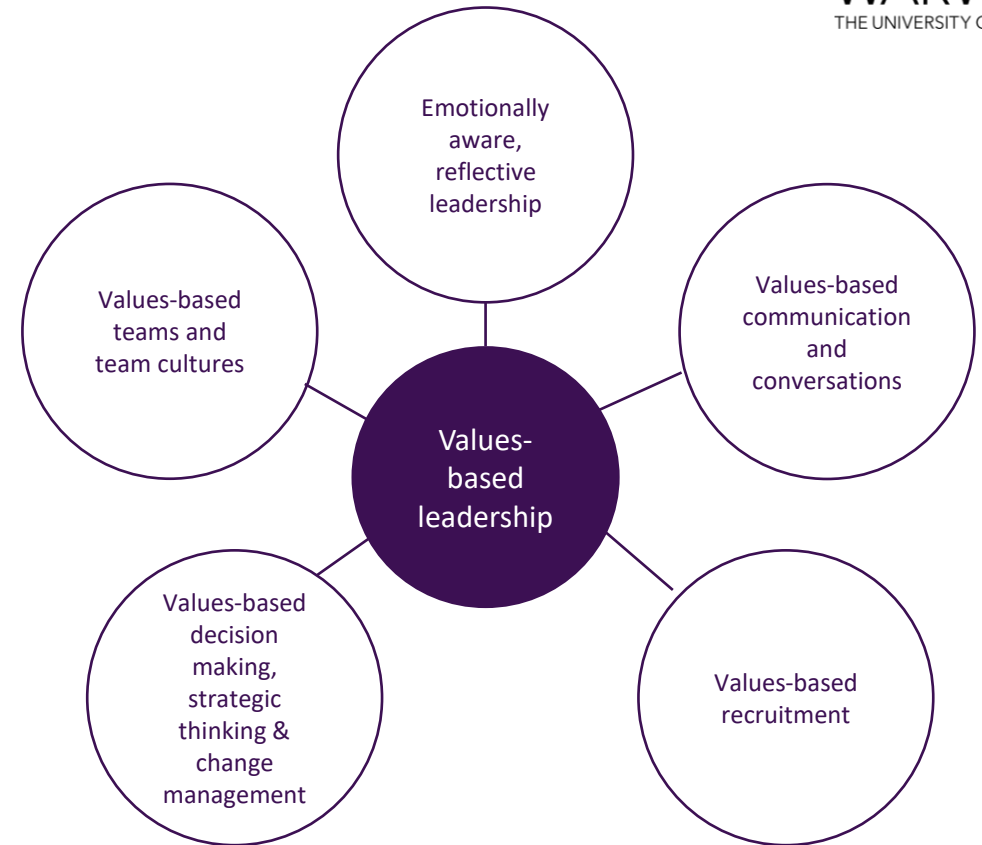 THE UNIVERSITY O
Emotionally
aware,
reflective
leadership
Values-based
communication
and
conversations
Values-based
recruitment
Values-based
decision
making,
strategic
thinking &
change
management
Values-based
teams and
team cultures
Values-
based
leadership